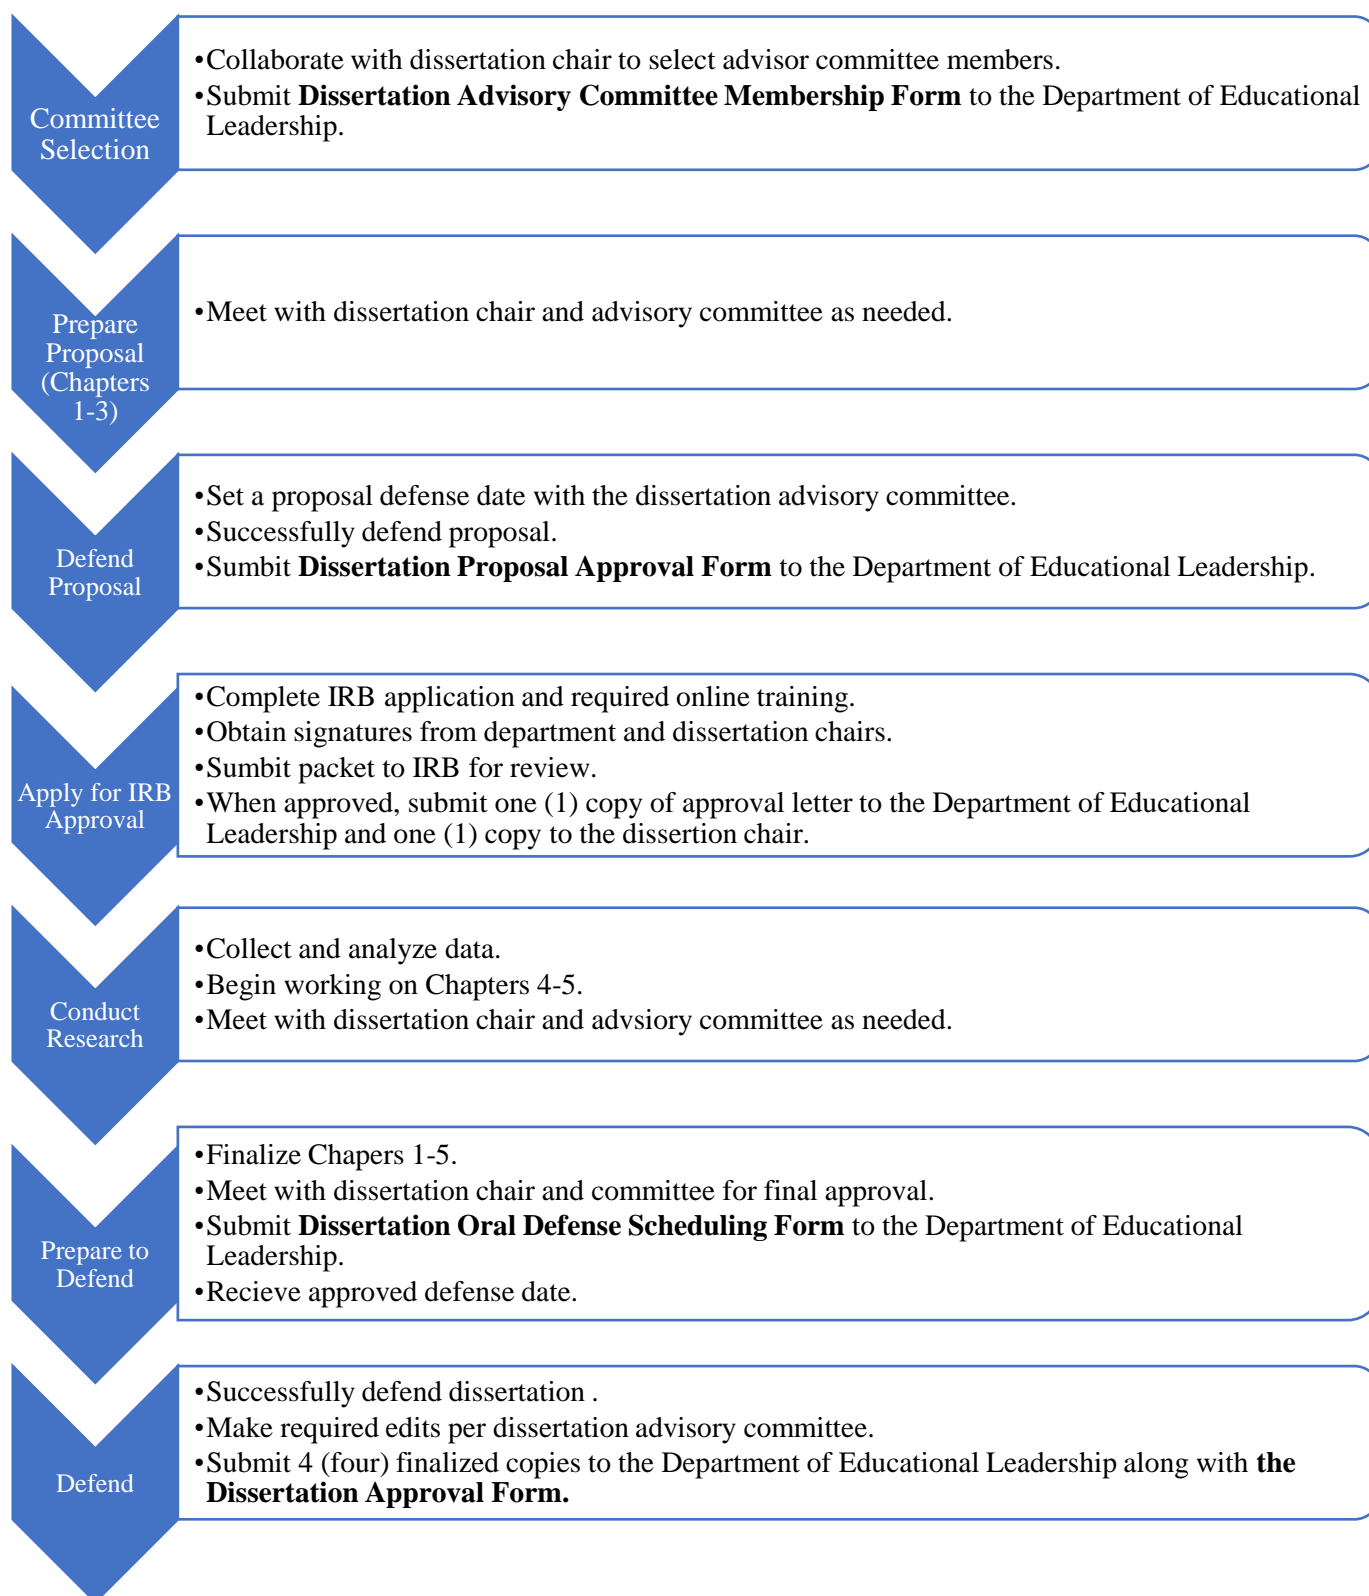 Committee
Selection
•Collaborate with dissertation chair to select advisor committee members.
•Submit Dissertation Advisory Committee Membership Form to the Department of Educational
Leadership.
Prepare
Proposal
(Chapters
1-3)
•Meet with dissertation chair and advisory committee as needed.
Defend
Proposal
•Set a proposal defense date with the dissertation advisory committee.
•Successfully defend proposal.
•Sumbit Dissertation Proposal Approval Form to the Department of Educational Leadership.
Apply for IRB
Approval
•Complete IRB application and required online training.
•Obtain signatures from department and dissertation chairs.
•Sumbit packet to IRB for review.
•When approved, submit one (1) copy of approval letter to the Department of Educational
Leadership and one (1) copy to the dissertion chair.
Conduct
Research
•Collect and analyze data.
•Begin working on Chapters 4-5.
•Meet with dissertation chair and advsiory committee as needed.
Prepare to
Defend
•Finalize Chapers 1-5.
•Meet with dissertation chair and committee for final approval.
•Submit Dissertation Oral Defense Scheduling Form to the Department of Educational
Leadership.
•Recieve approved defense date.
Defend
•Successfully defend dissertation .
•Make required edits per dissertation advisory committee.
•Submit 4 (four) finalized copies to the Department of Educational Leadership along with the
Dissertation Approval Form.